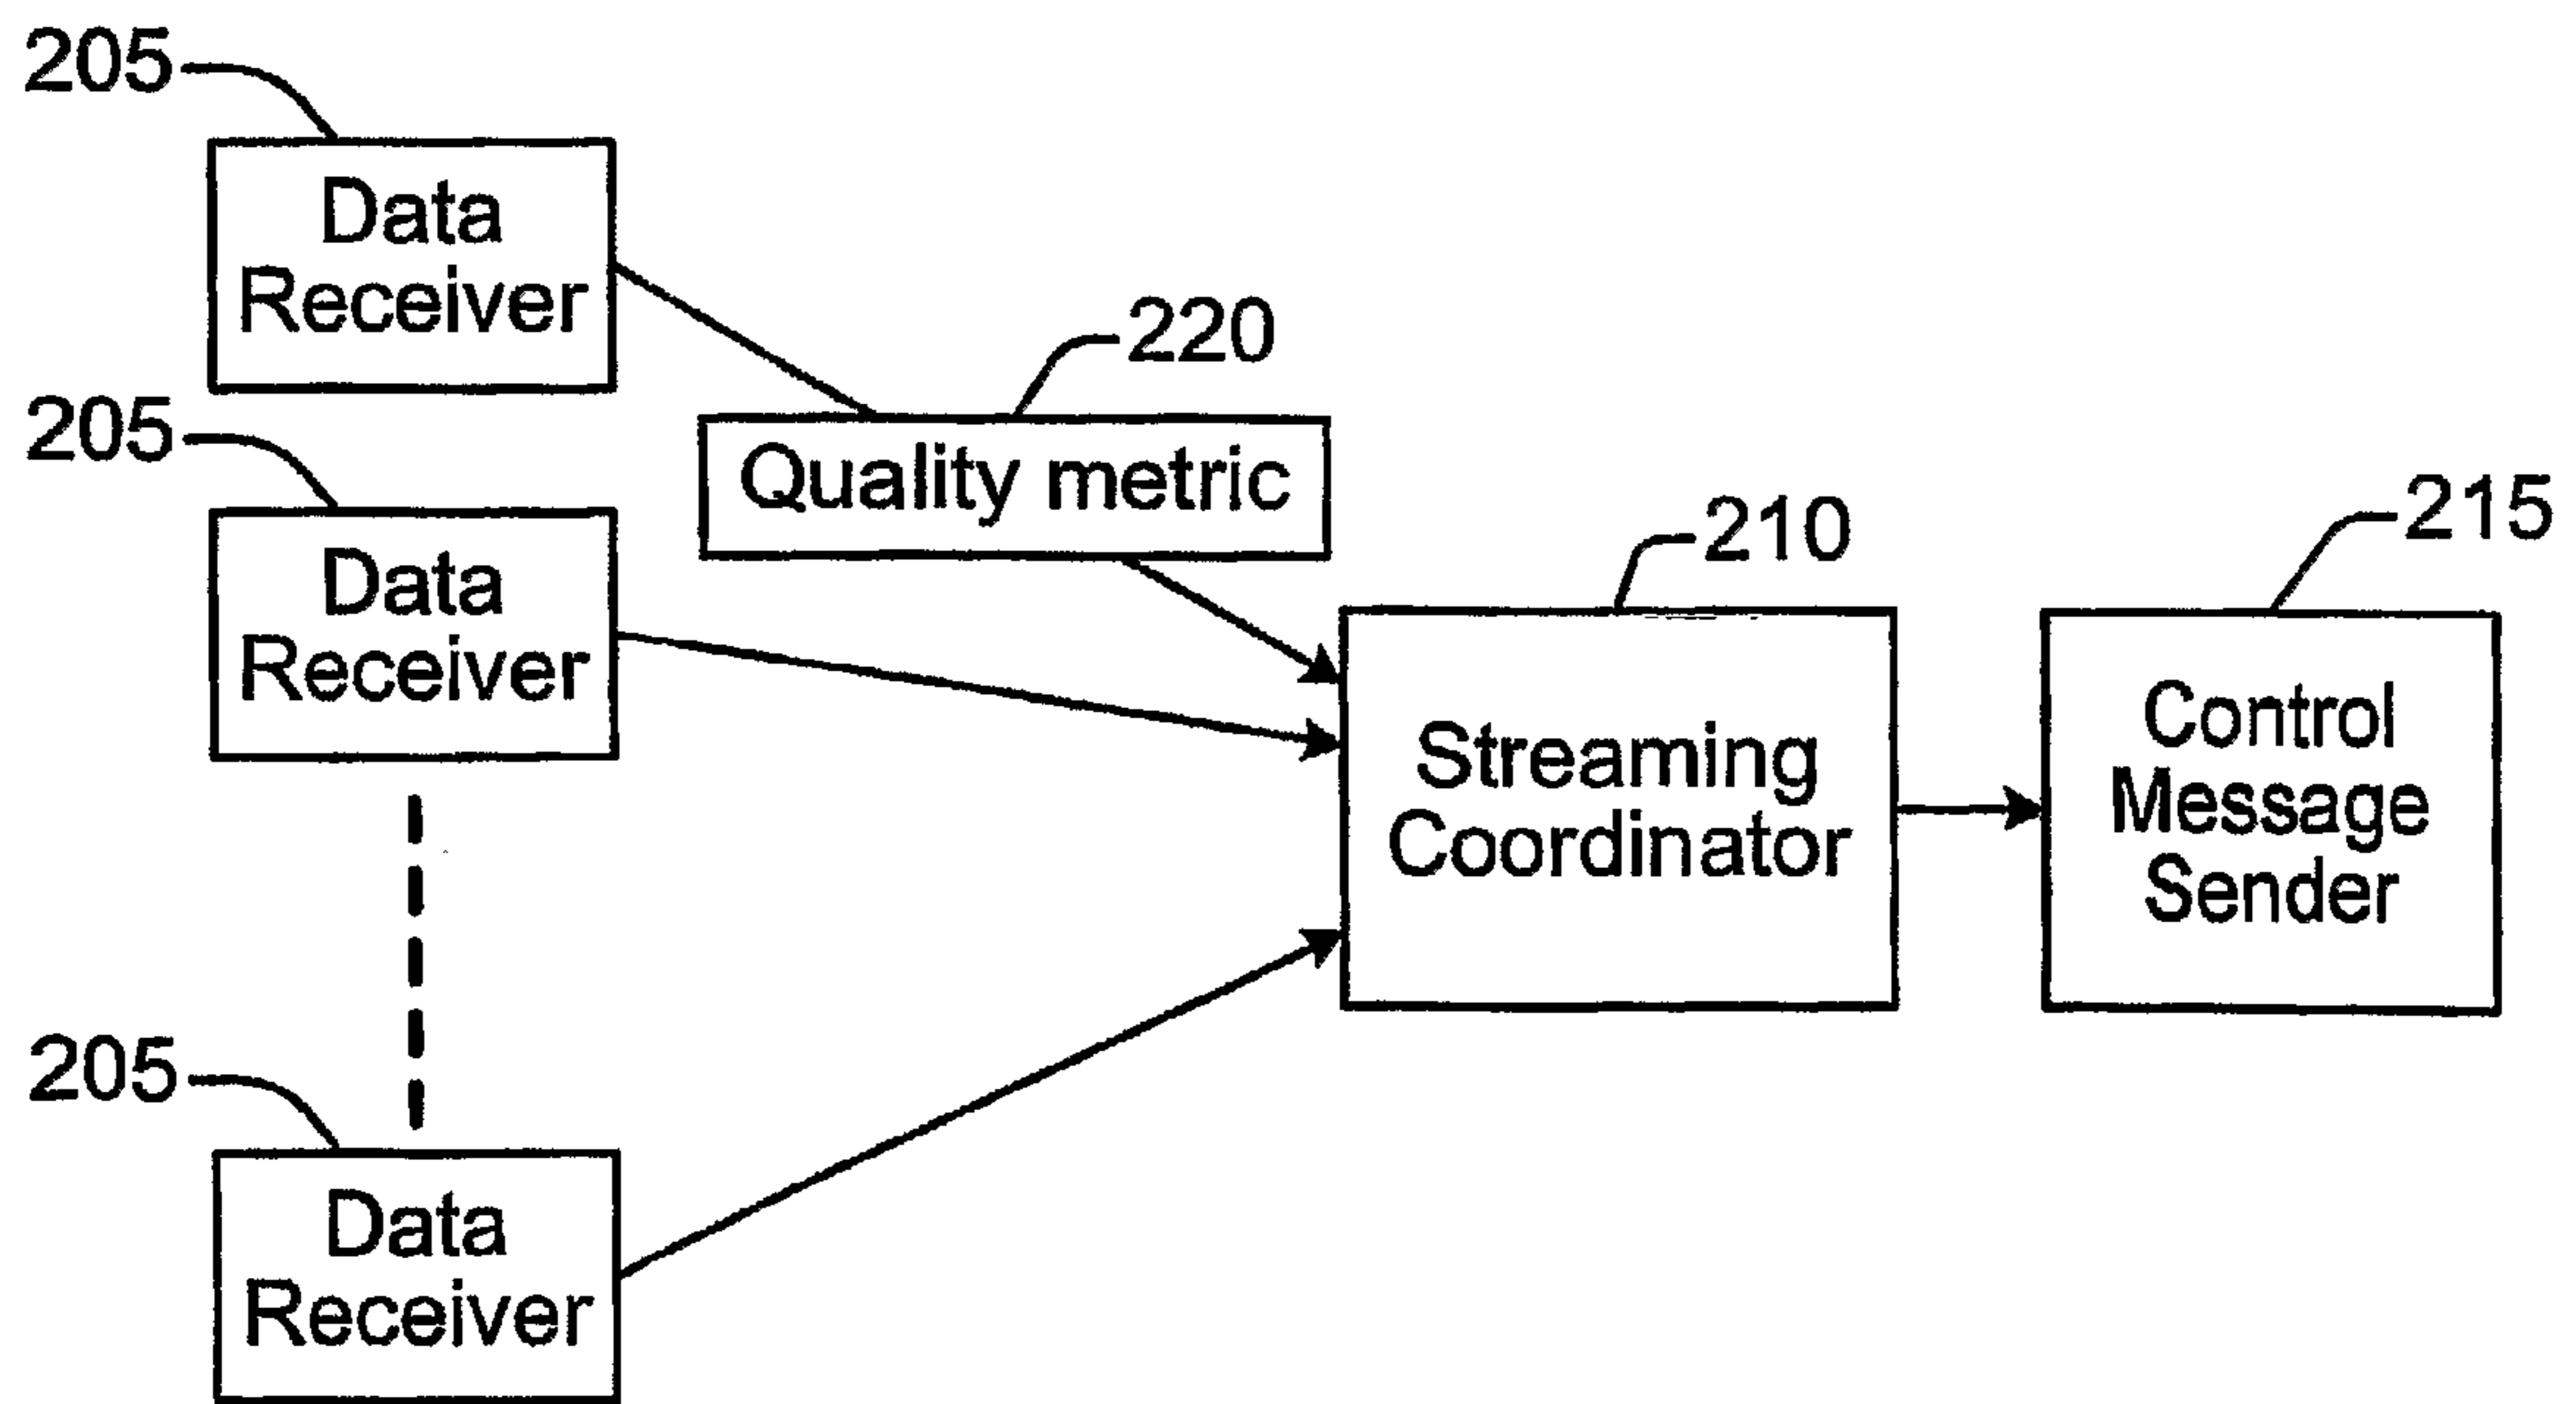 205
Data
Receiver
220
205
Quality metric
Data
Receiver
210
215
Streaming
Coordinator
Control
Message
Sender
205
Data
Receiver